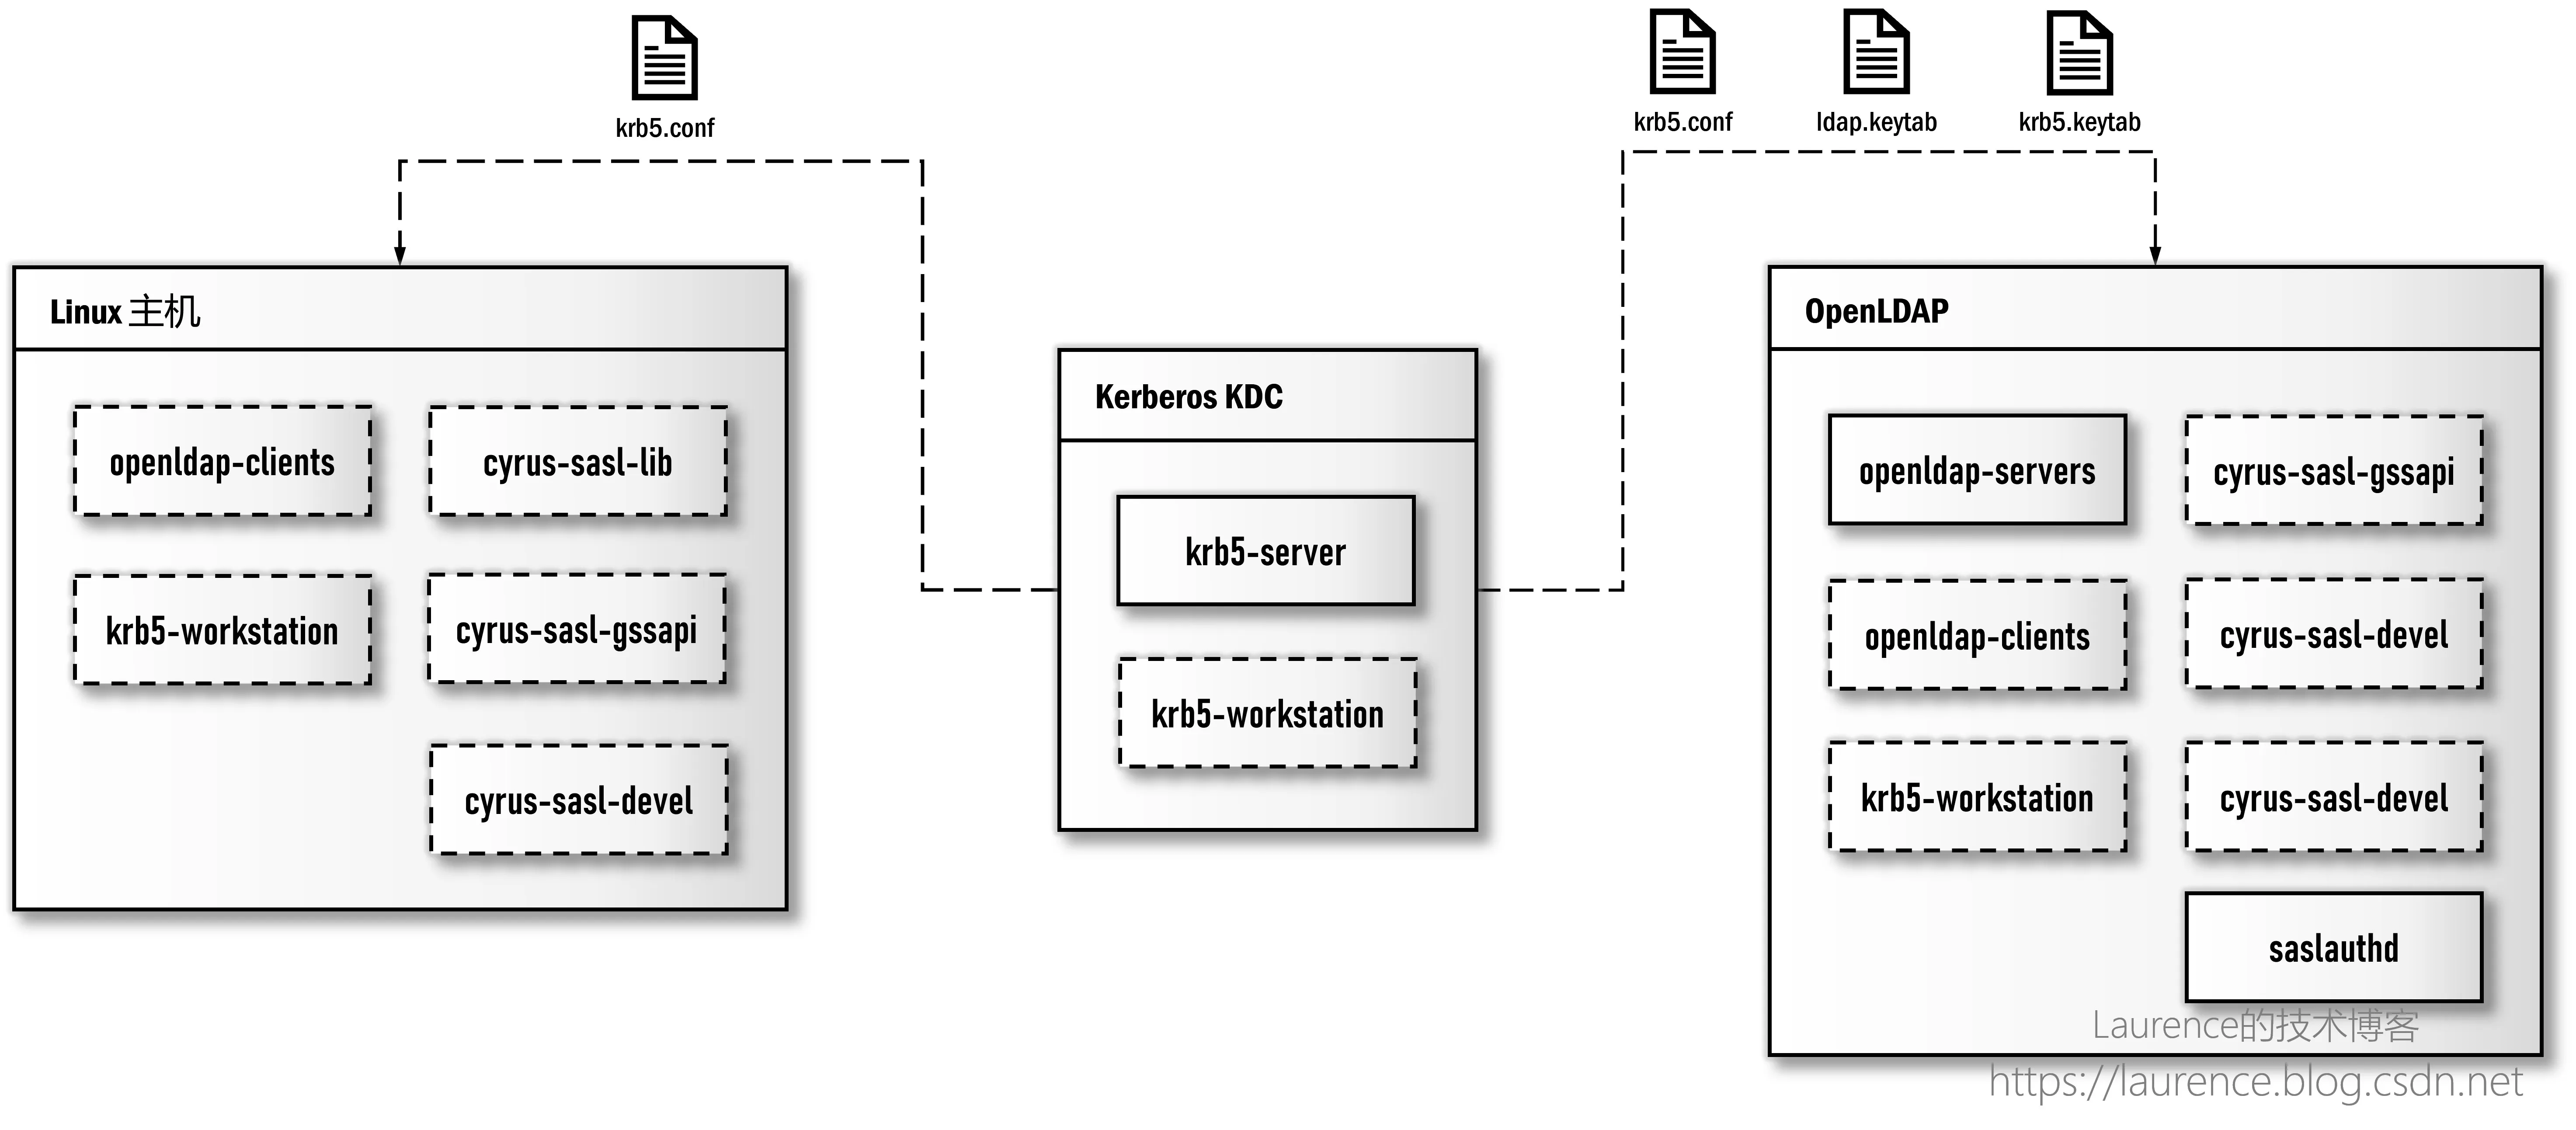 krb5.conf
krb5.conf
ldap.keytab
krb5.keytab
Linux 主机
openldap-clients
cyrus-sasl-lib
krb5-workstation
cyrus-sasl-gssapi
cyrus-sasl-devel
Kerberos KDC
krb5-server
krb5-workstation
OpenLDAP
openldap-servers
cyrus-sasl-gssapi
openldap-clients
cyrus-sasl-devel
krb5-workstation
cyrus-sasl-devel
saslauthd
Laurence的技术博客
https://laurence.blog.csdn.net